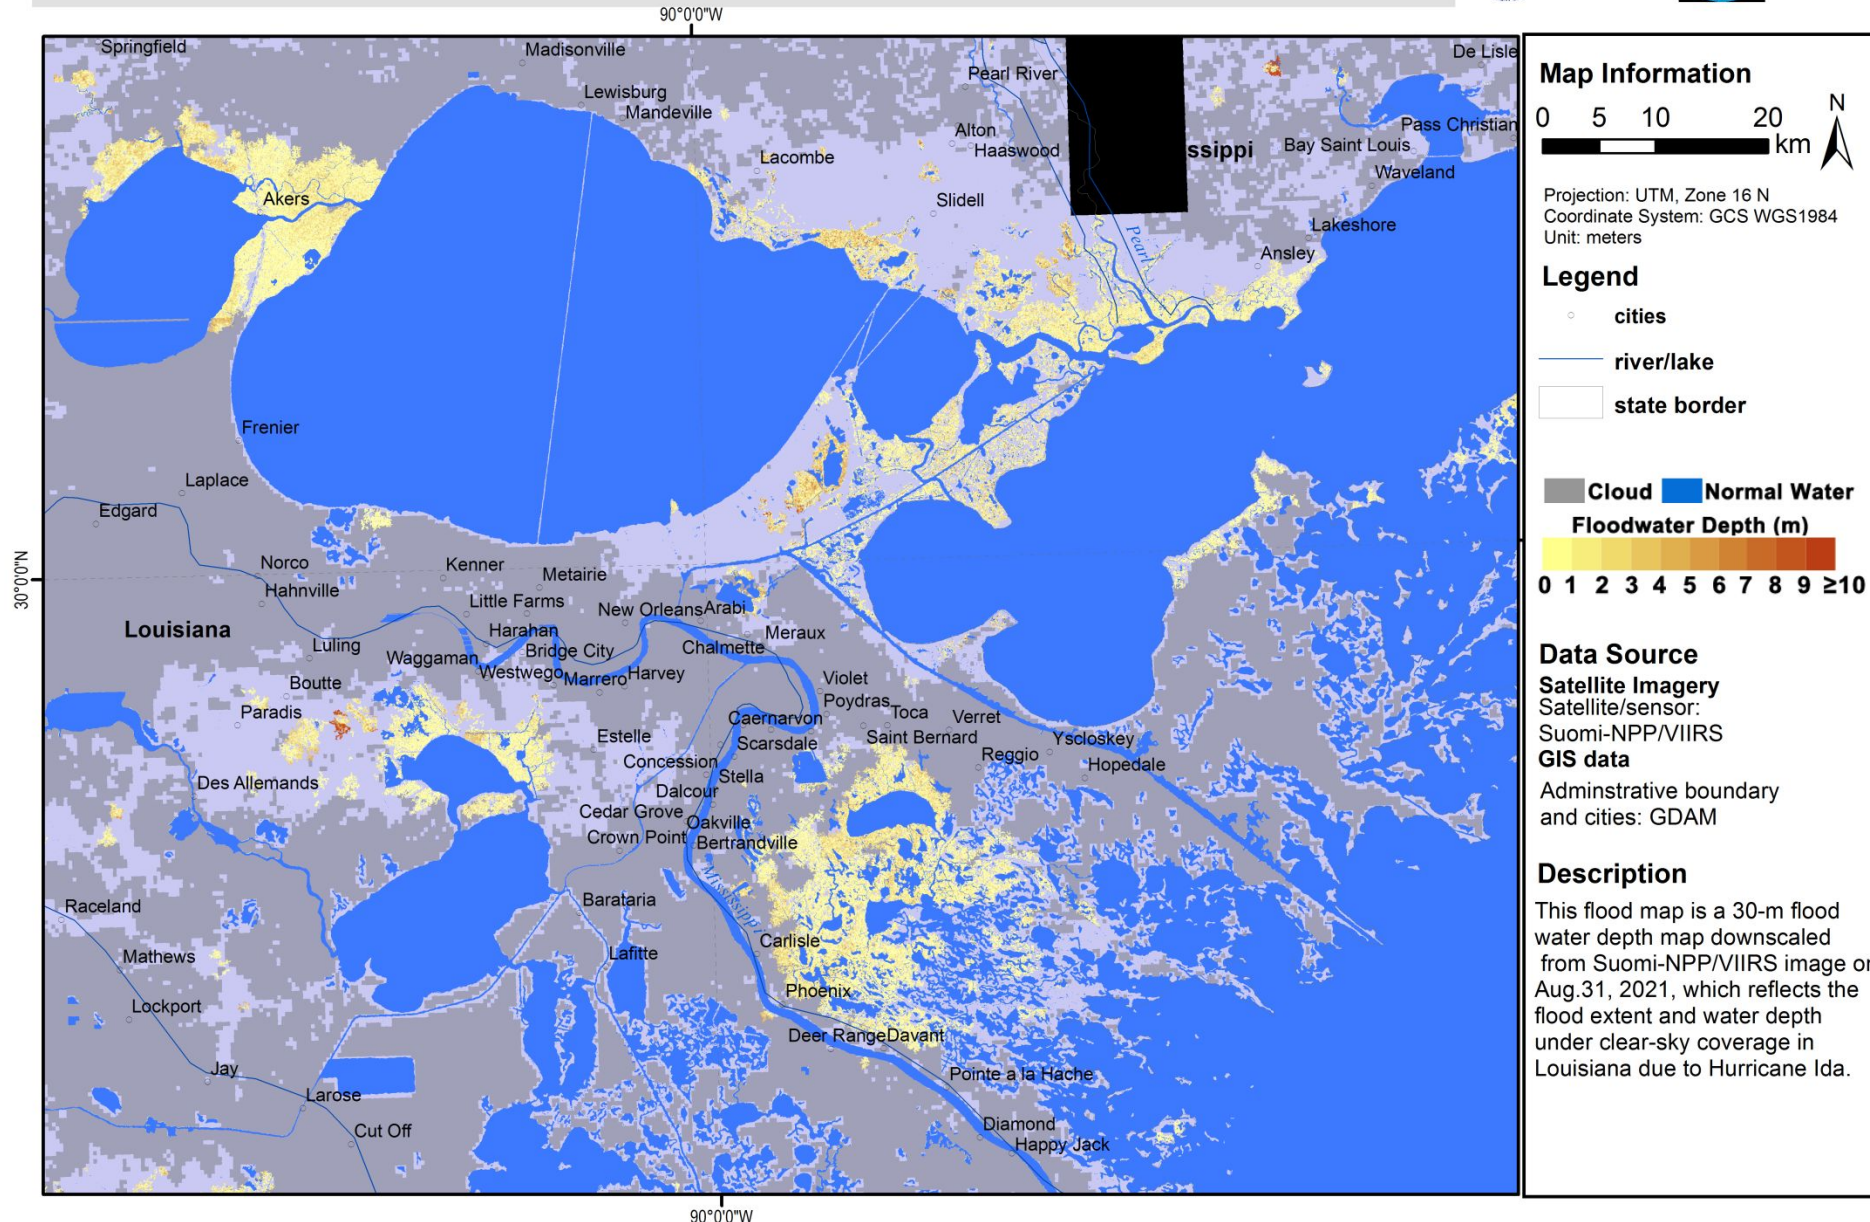 90°0'0"W
Springfield
Madisonville
De Lisle
Pearl River
Lewisburg
Mandeville
Pass Christian
Alton
Haaswood
ssippi
Bay Saint Louis
Lacombe
Waveland
Akers
Slidell
Lakeshore
Pearl
Ansley
Frenier
Laplace
Edgard
30°0'0"N
Norco
Kenner
Metairie
Hahnville
Little Farms
New Orleans
Arabi
Louisiana
Harahan
Meraux
Luling
Bridge City
Chalmette
Waggaman
Westwego
Marrero
Harvey
Boutte
Violet
Poydras
Paradis
Caernarvon
Toca
Verret
Estelle
Scarsdale
Saint Bernard
Yscloskey
Reggio
Concession
Hopedale
Des Allemands
Stella
Dalcour
Cedar Grove
Oakville
Crown Point
Bertrandville
Mississippi
Raceland
Barataria
Carlisle
Mathews
Lafitte
Phoenix
Lockport
Deer Range
Davant
Jay
Pointe a la Hache
Larose
Cut Off
Diamond
Happy Jack
90°0'0"W
Map Information
0 5 10 20
km
N
Projection: UTM, Zone 16 N
Coordinate System: GCS WGS1984
Unit: meters
Legend
cities
river/lake
state border
Cloud
Normal Water
Floodwater Depth (m)
0 1 2 3 4 5 6 7 8 9 ≥10
Data Source
Satellite Imagery
Satellite/sensor:
Suomi-NPP/VIIRS
GIS data
Adminstrative boundary
and cities: GDAM
Description
This flood map is a 30-m flood
water depth map downscaled
from Suomi-NPP/VIIRS image on
Aug.31, 2021, which reflects the
flood extent and water depth
under clear-sky coverage in
Louisiana due to Hurricane Ida.